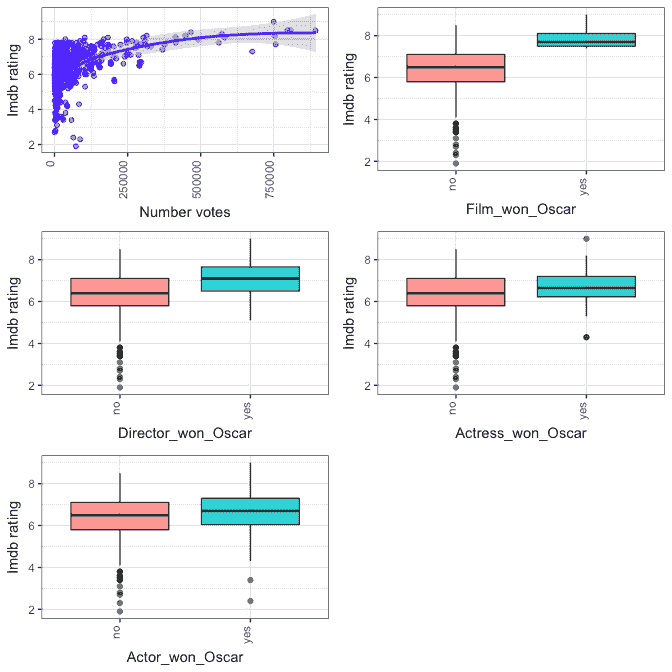 Imdb rating
8
6
4
2
0
250000
500000
750000
Number votes
Imdb rating
8
6
4
2
no
yes
Film_won_Oscar
Imdb rating
8
6
4
2
no
yes
Director_won_Oscar
Imdb rating
8
6
4
2
no
yes
Actress_won_Oscar
Imdb rating
8
6
4
2
no
yes
Actor_won_Oscar